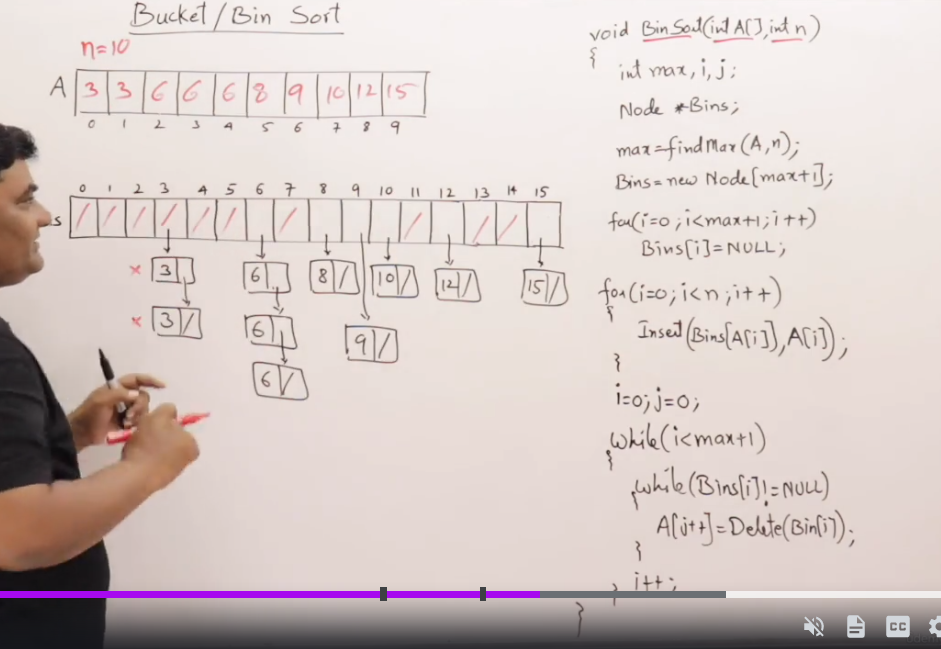 Bucket/Bin Sort
n=10
A 3 3 6 6 6 8 9 10 12 15
0 1 2 3 4 5 6 7 8 9
0 1 2 3 4 5 6 7 8 9 10 11 12 13 14 15
s / / / / / / / / / /
x 3 6 8/ 10/ 12/ 15/
x 3/ 6 9/
6/
void BinSort(int A[], int n)
{
int max, i, j;
Node *Bins;
max=findMax(A,n);
Bins=new Node[max+1];
for(i=0;i<max+1;i++)
Bins[i]=NULL;
for(i=0;i<n;i++)
{
Insert(Bins[A[i]],A[i]);
}
i=0;j=0;
while(i<max+1)
{
while(Bins[i]!=NULL)
{
A[j++]=Delete(Bin[i]);
}
i++;
}
}
CC